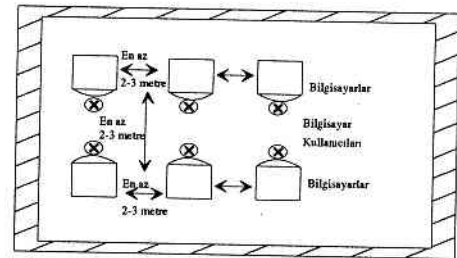 En az
2-3 metre
Bilgisayarlar
En az
2-3 metre
Bilgisayar
Kullanıcıları
En az
2-3 metre
Bilgisayarlar